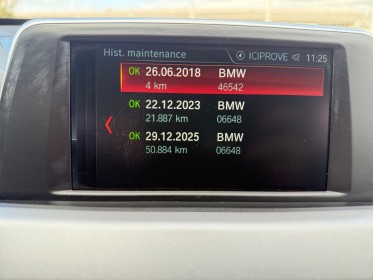 Hist. maintenance ICIPROVE 11:25
OK 26.06.2018 BMW
4 km 46542
OK 22.12.2023 BMW
21.887 km 06648
OK 29.12.2025 BMW
50.884 km 06648